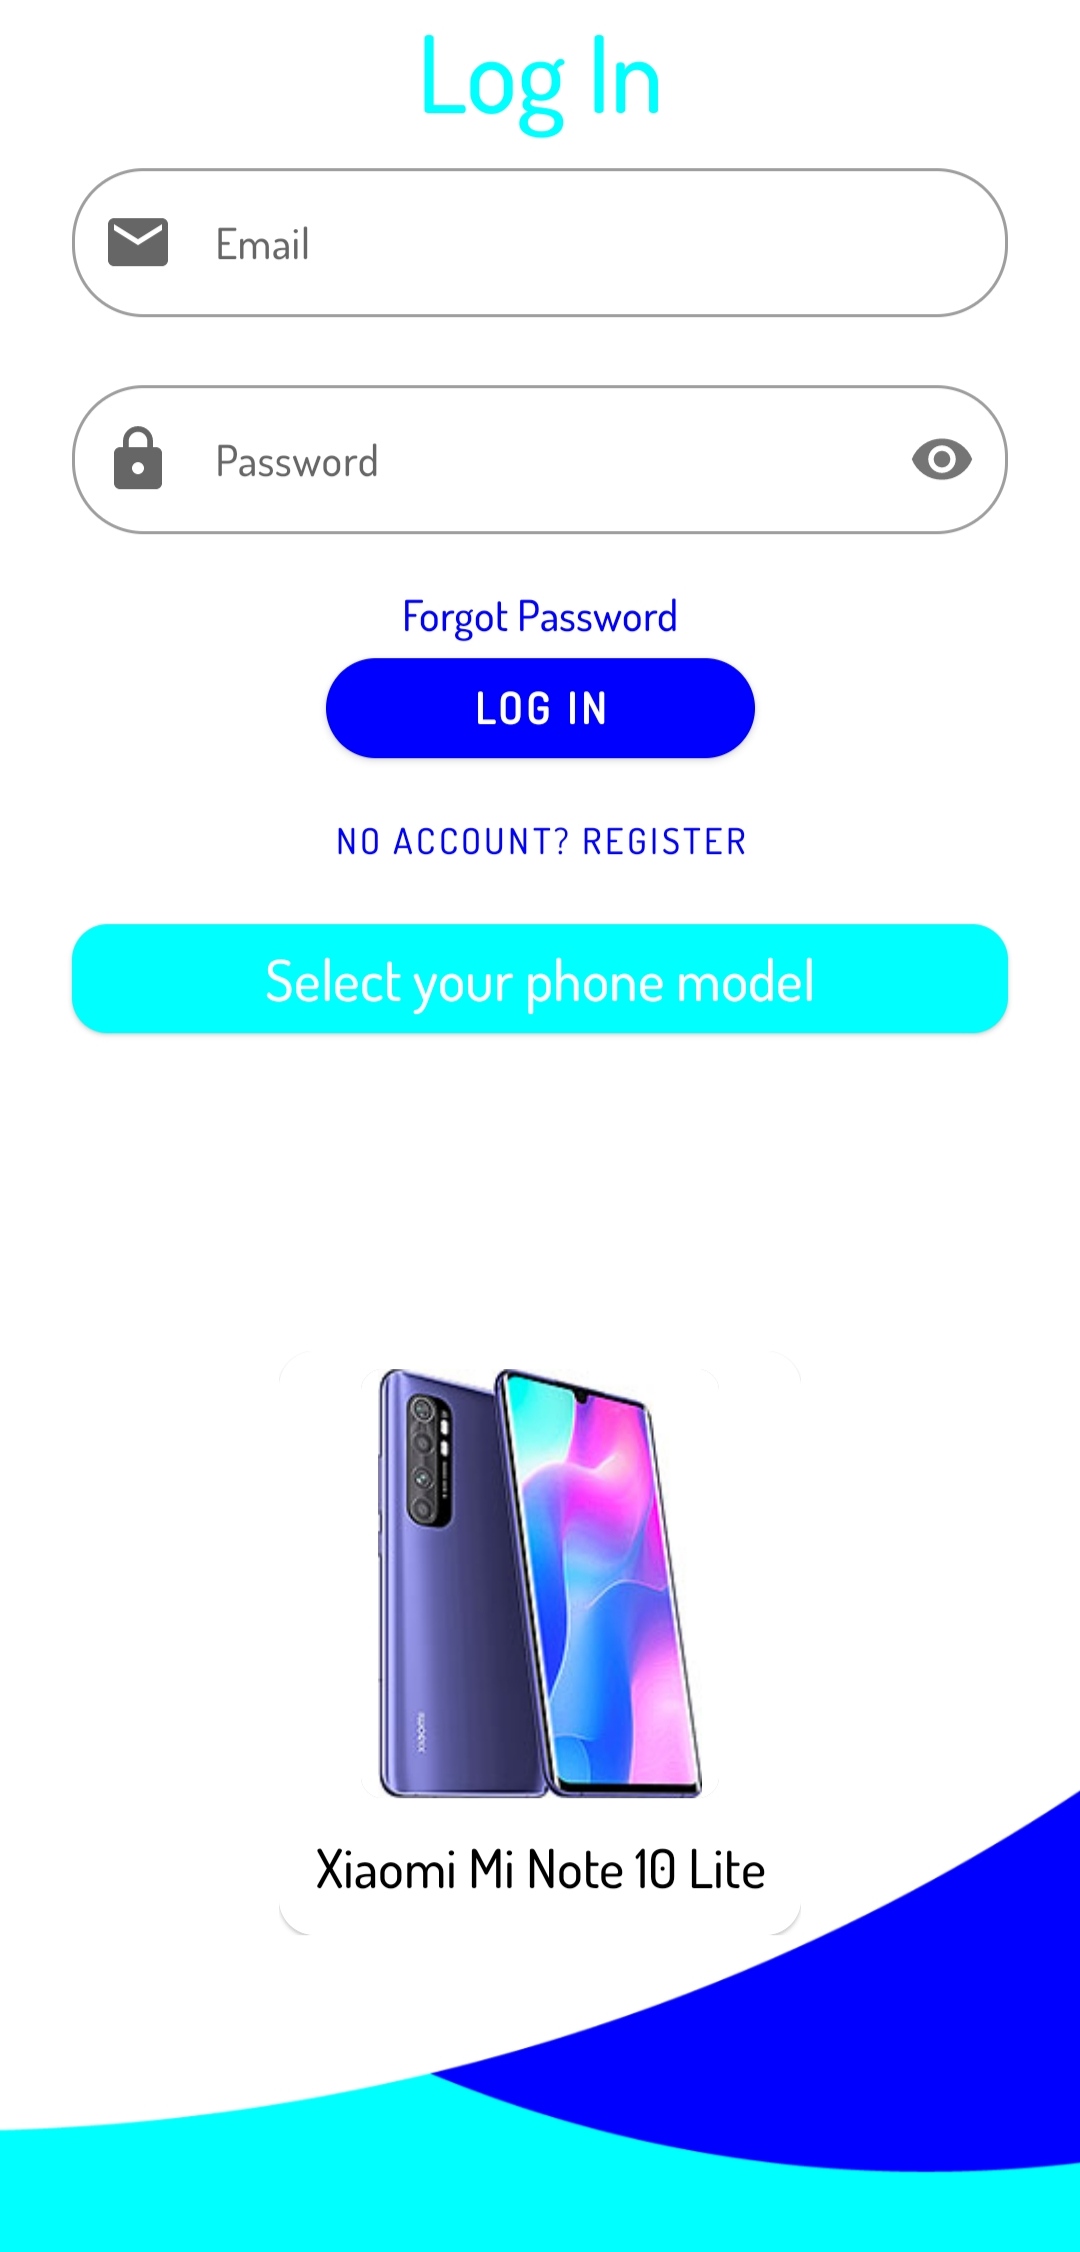 Log In
Email
Password
Forgot Password
LOG IN
NO ACCOUNT? REGISTER
Select your phone model
XIAOMI
Xiaomi Mi Note 10 Lite